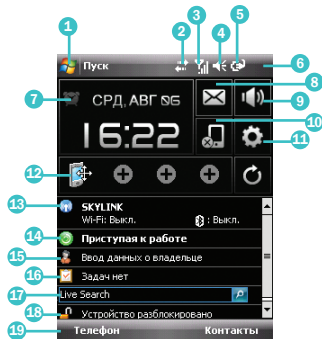 1 2 3 4 5
Пуск 6
7 СРД, АВГ 06 8
16:22 9
10
11
12
13 SKYLINK
Wi-Fi: Выкл. : Выкл.
14 Приступая к работе
15 Ввод данных о владельце
16 Задач нет
17 Live Search
18 Устройство разблокировано
19 Телефон Контакты